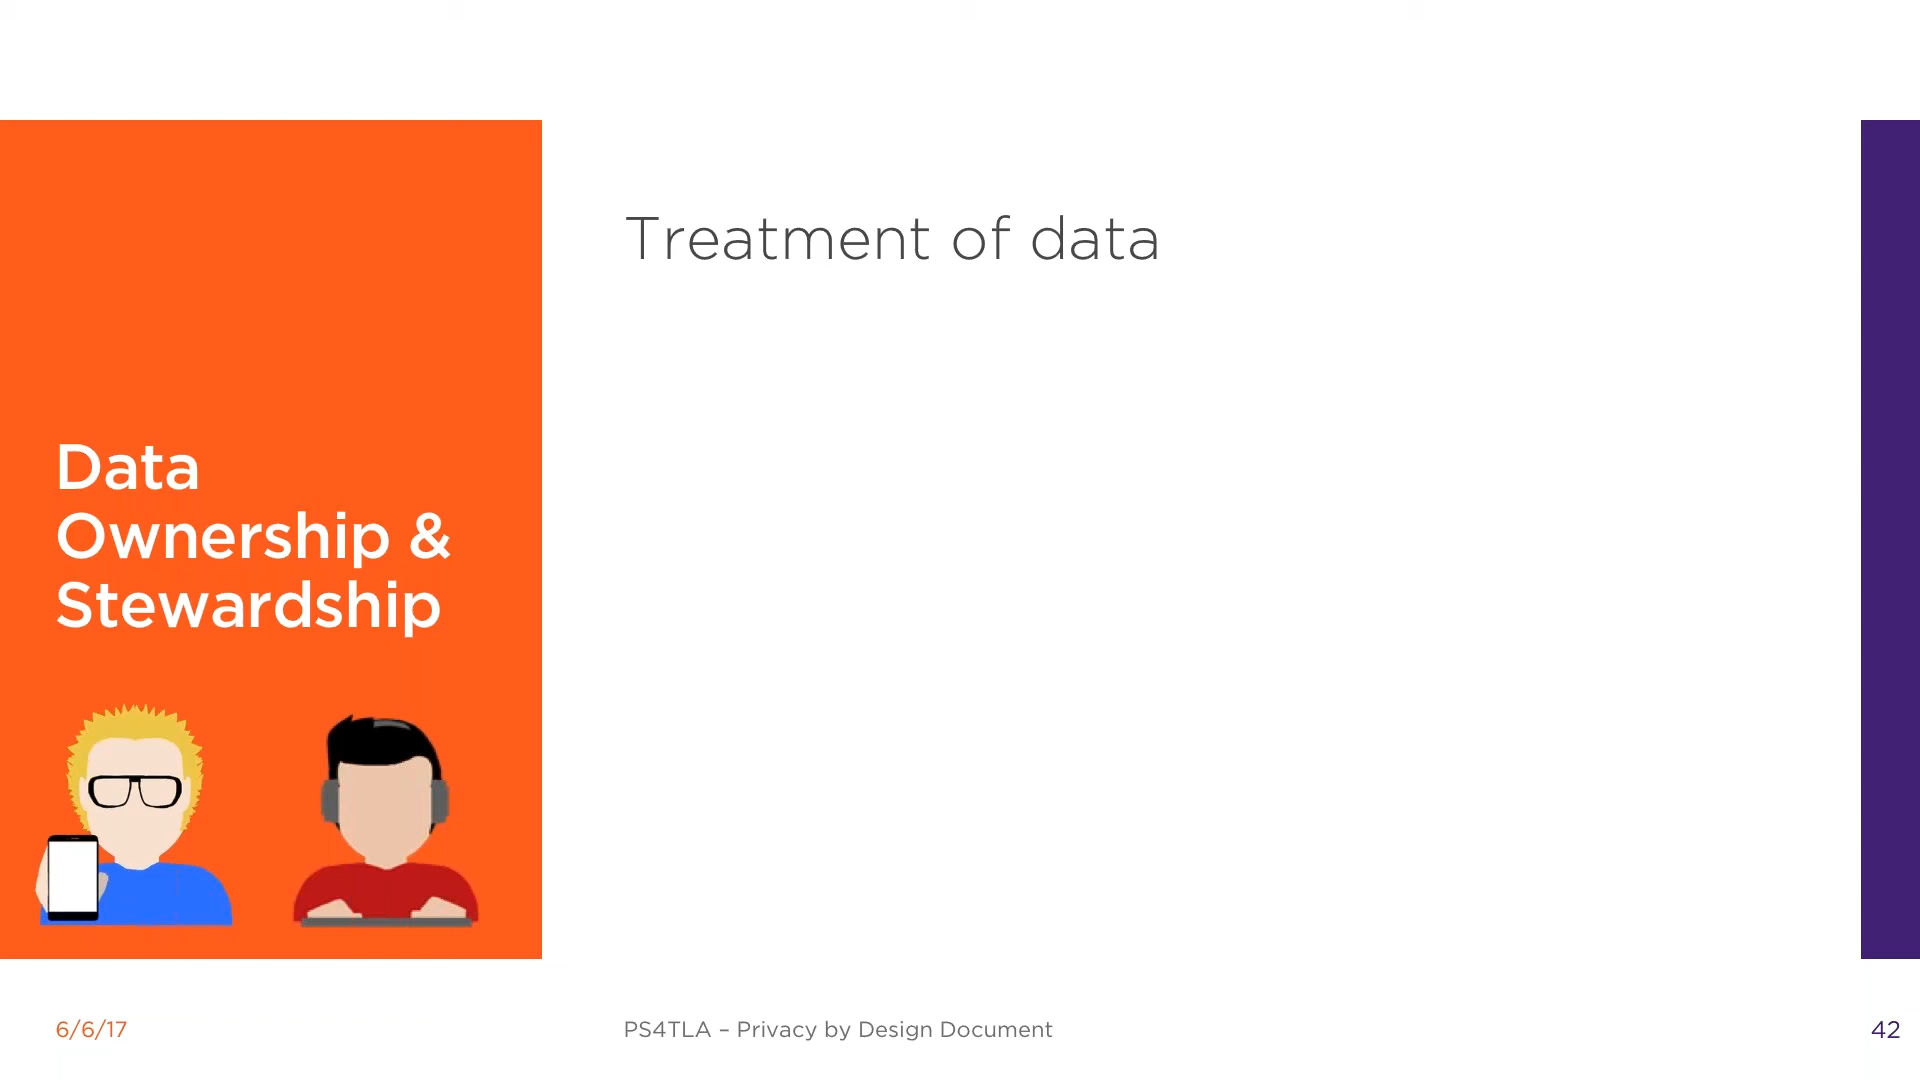 Treatment of data
Data
Ownership &
Stewardship
6/6/17
PS4TLA – Privacy by Design Document
42